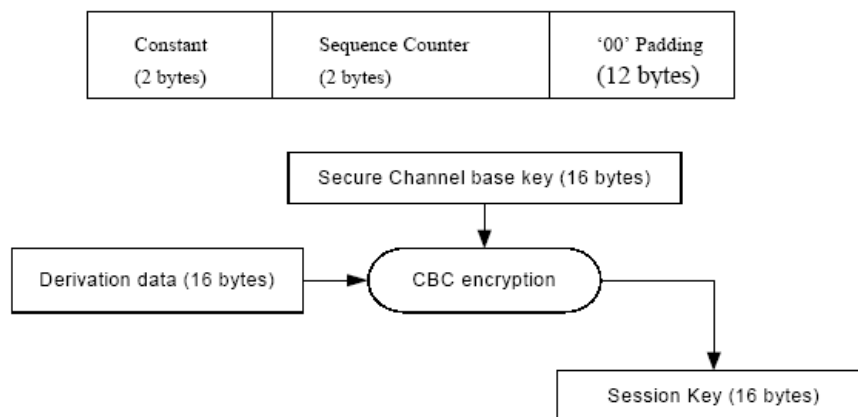 Constant
(2 bytes)
Sequence Counter
(2 bytes)
‘00’ Padding
(12 bytes)
Secure Channel base key (16 bytes)
Derivation data (16 bytes)
CBC encryption
Session Key (16 bytes)